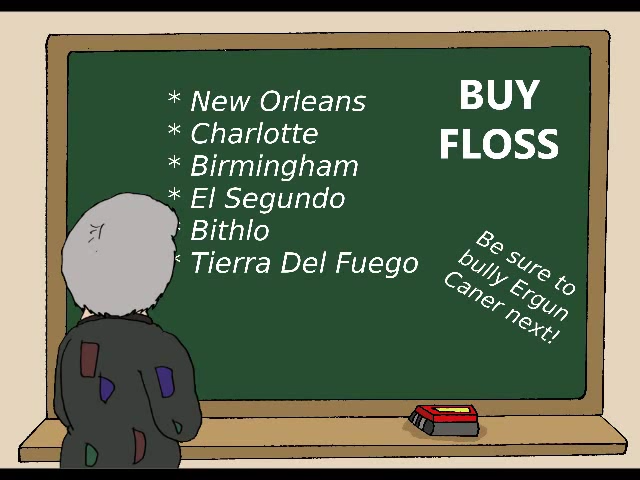 * New Orleans
* Charlotte
* Birmingham
* El Segundo
* Bithlo
* Tierra Del Fuego
BUY
FLOSS
Be sure to
bully Ergun
Caner next!